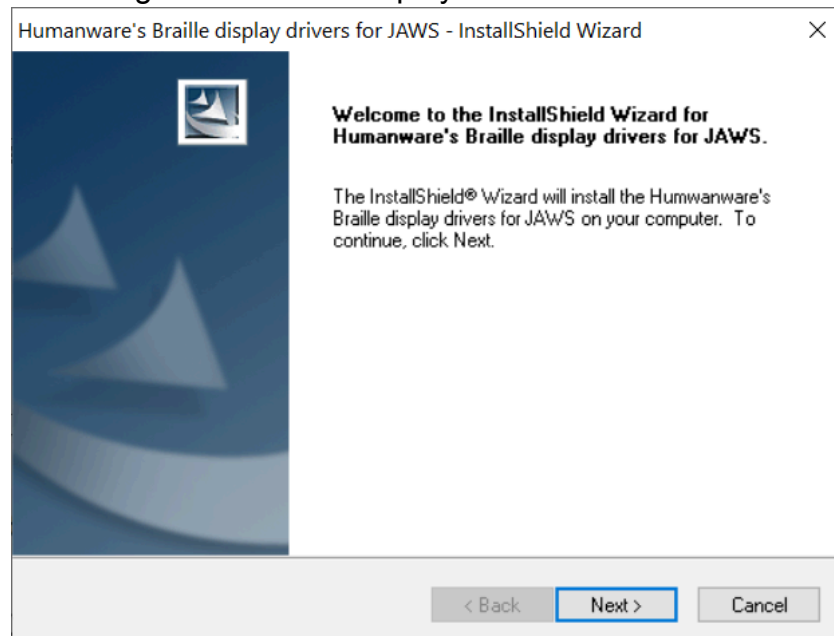 Humanware's Braille display drivers for JAWS - InstallShield Wizard
Welcome to the InstallShield Wizard for
Humanware's Braille display drivers for JAWS.
The InstallShield® Wizard will install the Humwanware's
Braille display drivers for JAWS on your computer. To
continue, click Next.
< Back
Next >
Cancel